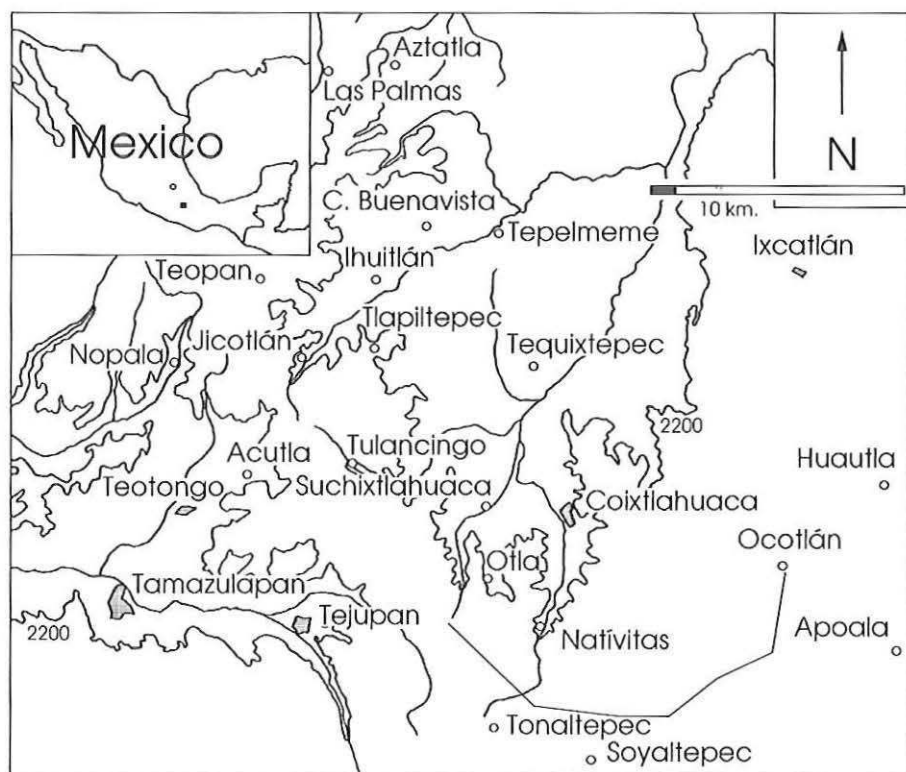 Aztatla
Las Palmas
Mexico
N
10 km.
C. Buenavista
Tepelmeme
Ixcatlán
Teopan
Ihuitlán
Tlapiltepec
Jicotlán
Nopala
Tequixtepec
2200
Tulancingo
Acutla
Huautla
Teotongo
Suchixtlahuaca
Coixtlahuaca
Ocotlán
Otla
Tamazulapan
Tejupan
2200
Natívitas
Apoala
Tonaltepec
Soyaltepec